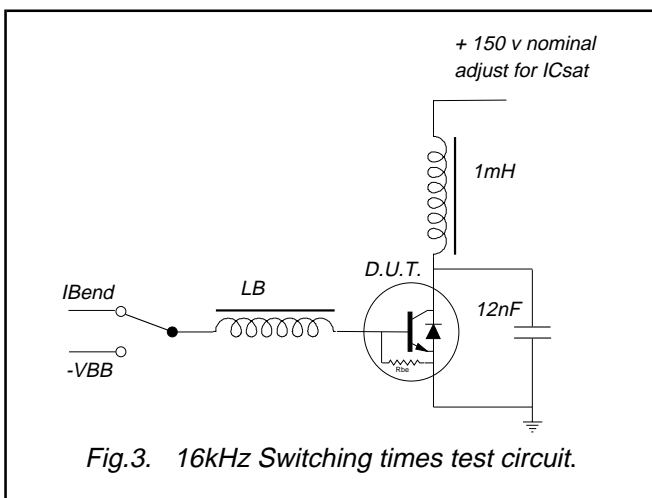 + 150 v nominal
adjust for ICsat
1mH
D.U.T.
LB
IBend
12nF
-VBB
Rbe
Fig.3. 16kHz Switching times test circuit.